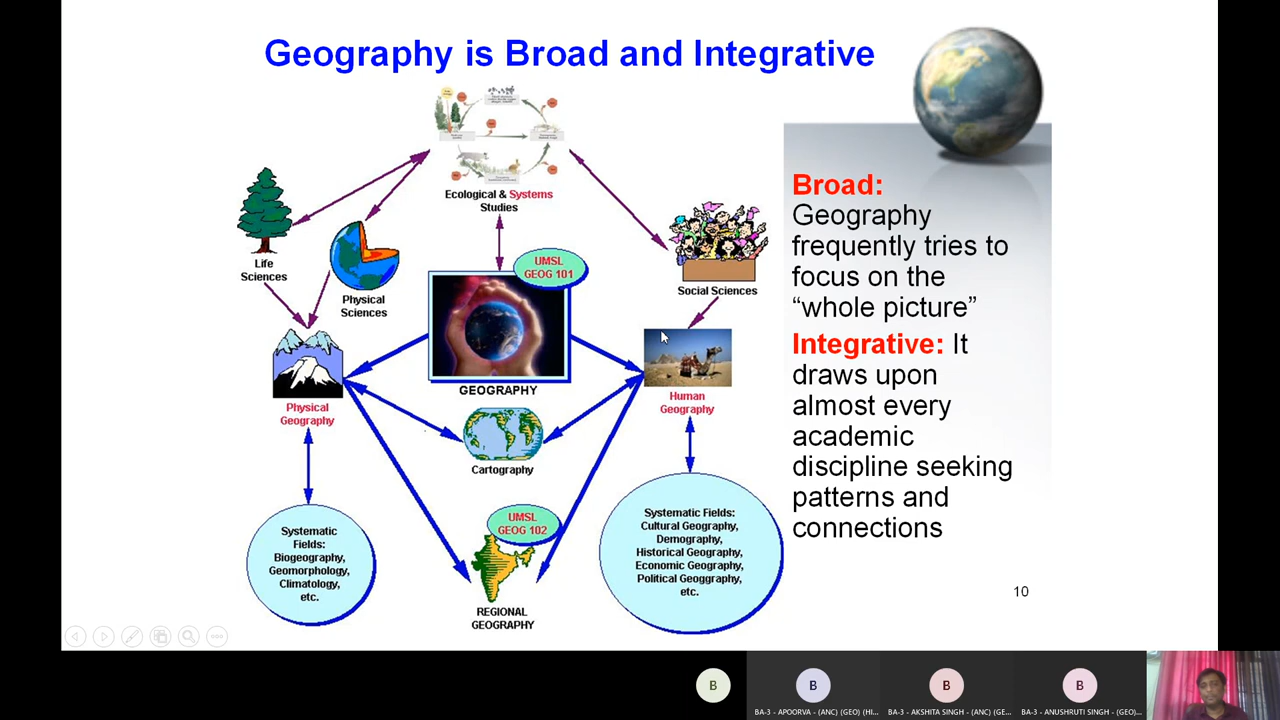 Geography is Broad and Integrative
Ecological & Systems
Studies
Life
Sciences
Physical
Sciences
UMSL
GEOG 101
Social Sciences
GEOGRAPHY
Physical
Geography
Human
Geography
Cartography
Systematic
Fields:
Biogeography,
Geomorphology,
Climatology,
etc.
UMSL
GEOG 102
REGIONAL
GEOGRAPHY
Systematic Fields:
Cultural Geography,
Demography,
Historical Geography,
Economic Geography,
Political Geoggraphy,
etc.
Broad:
Geography
frequently tries to
focus on the
“whole picture”
Integrative: It
draws upon
almost every
academic
discipline seeking
patterns and
connections
10
B
B
BA-3 - APOORVA - (ANC) (GEO) (HI...
B
BA-3 - AKSHITA SINGH - (ANC) (GE...
B
BA-3 - ANUSHRUTI SINGH - (GEO)...